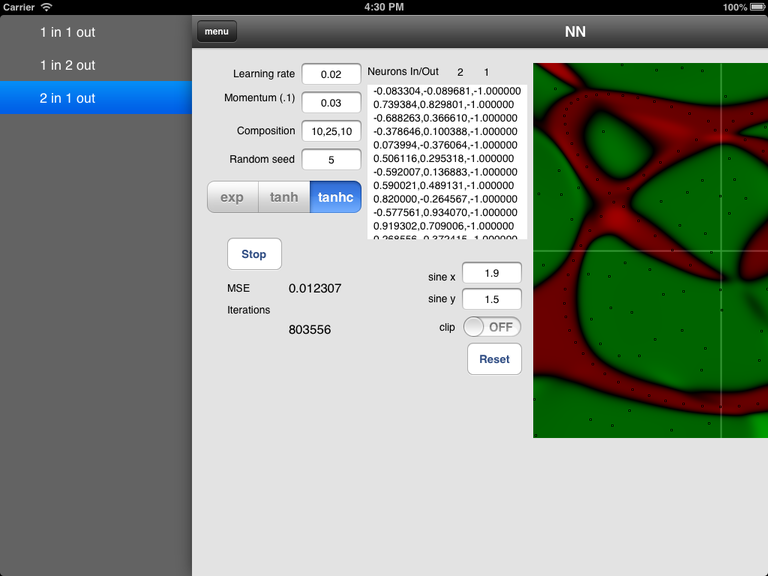 Carrier 4:30 PM 100%
menu NN
1 in 1 out
1 in 2 out
2 in 1 out
Learning rate 0.02
Momentum (.1) 0.03
Composition 10,25,10
Random seed 5
exp tanh tanhc
Stop
MSE 0.012307
Iterations
803556
Neurons In/Out 2 1
-0.083304,-0.089681,-1.000000
0.739384,0.829801,-1.000000
-0.688263,0.366610,-1.000000
-0.378646,0.100388,-1.000000
0.073994,-0.376064,-1.000000
0.506116,0.295318,-1.000000
-0.592007,0.136883,-1.000000
0.590021,0.489131,-1.000000
0.820000,-0.264567,-1.000000
-0.577561,0.934070,-1.000000
0.919302,0.709006,-1.000000
sine x 1.9
sine y 1.5
clip OFF
Reset